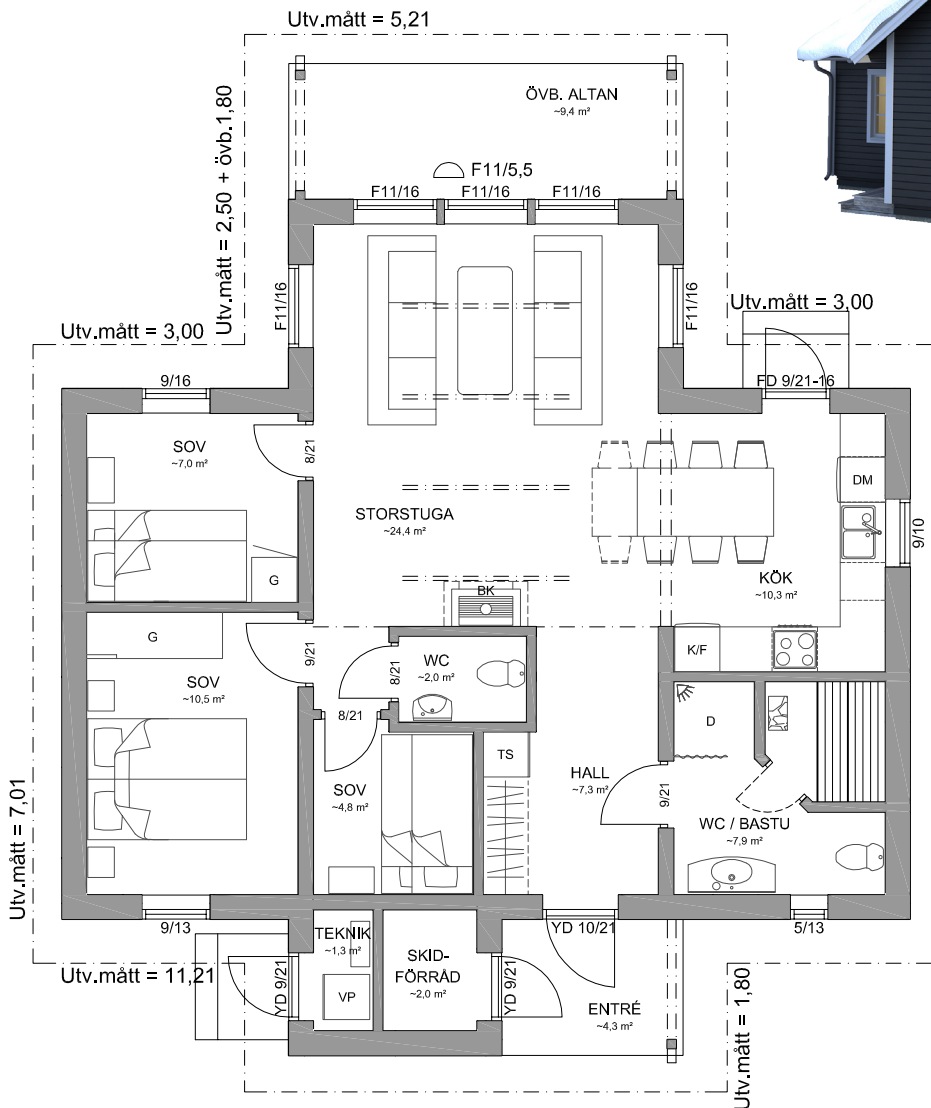 Utv.mått = 5,21
Utv.mått = 2,50 + övb.1,80
ÖVB. ALTAN
~9,4 m²
F11/5,5
F11/16
F11/16
F11/16
F11/16
F11/16
Utv.mått = 3,00
Utv.mått = 3,00
9/16
FD 9/21-16
SOV
~7,0 m²
8/21
DM
STORSTUGA
~24,4 m²
9/10
G
KÖK
~10,3 m²
BK
G
9/21
K/F
SOV
~10,5 m²
WC
~2,0 m²
8/21
8/21
D
TS
HALL
~7,3 m²
SOV
~4,8 m²
9/21
WC / BASTU
~7,9 m²
Utv.mått = 7,01
9/13
YD 10/21
5/13
TEKNIK
~1,3 m²
SKID-
FÖRRÅD
~2,0 m²
Utv.mått = 11,21
YD 9/21
VP
YD 9/21
ENTRÉ
~4,3 m²
Utv.mått = 1,80